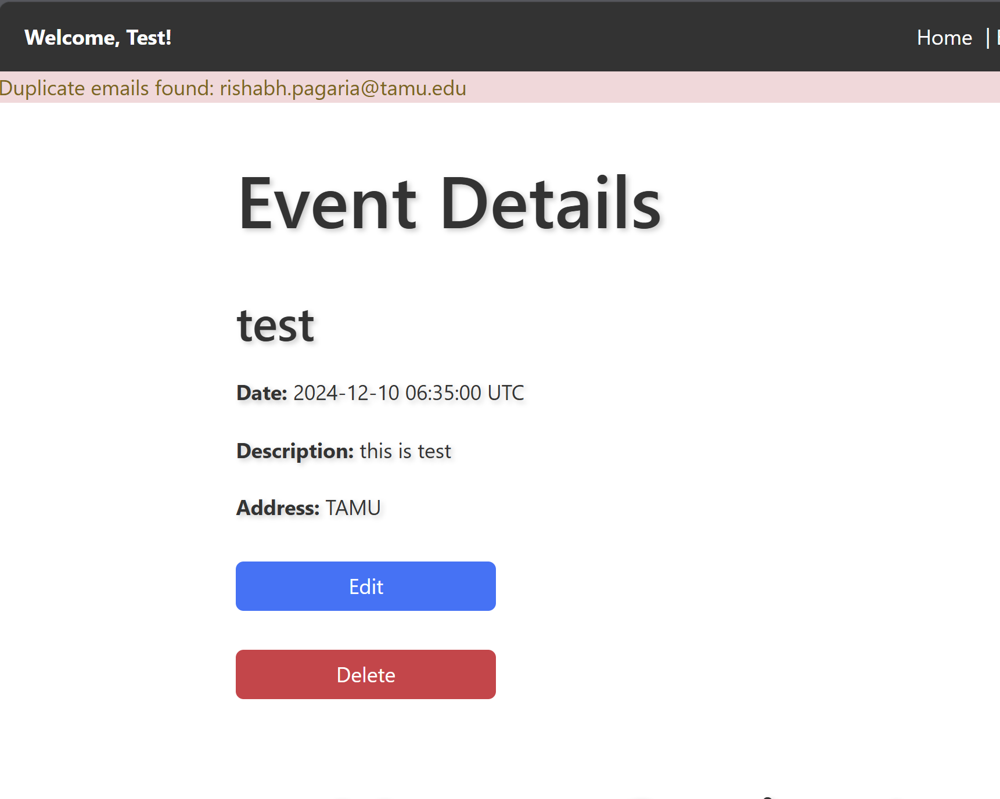 Welcome, Test!
Home |
Duplicate emails found: rishabh.pagaria@tamu.edu
Event Details
test
Date: 2024-12-10 06:35:00 UTC
Description: this is test
Address: TAMU
Edit
Delete